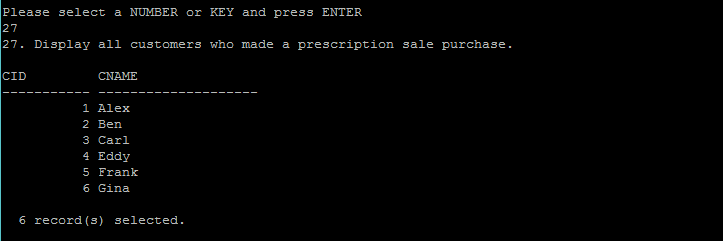 Please select a NUMBER or KEY and press ENTER
27
27. Display all customers who made a prescription sale purchase.
CID         CNAME
----------- --------------------
          1 Alex
          2 Ben
          3 Carl
          4 Eddy
          5 Frank
          6 Gina
  6 record(s) selected.